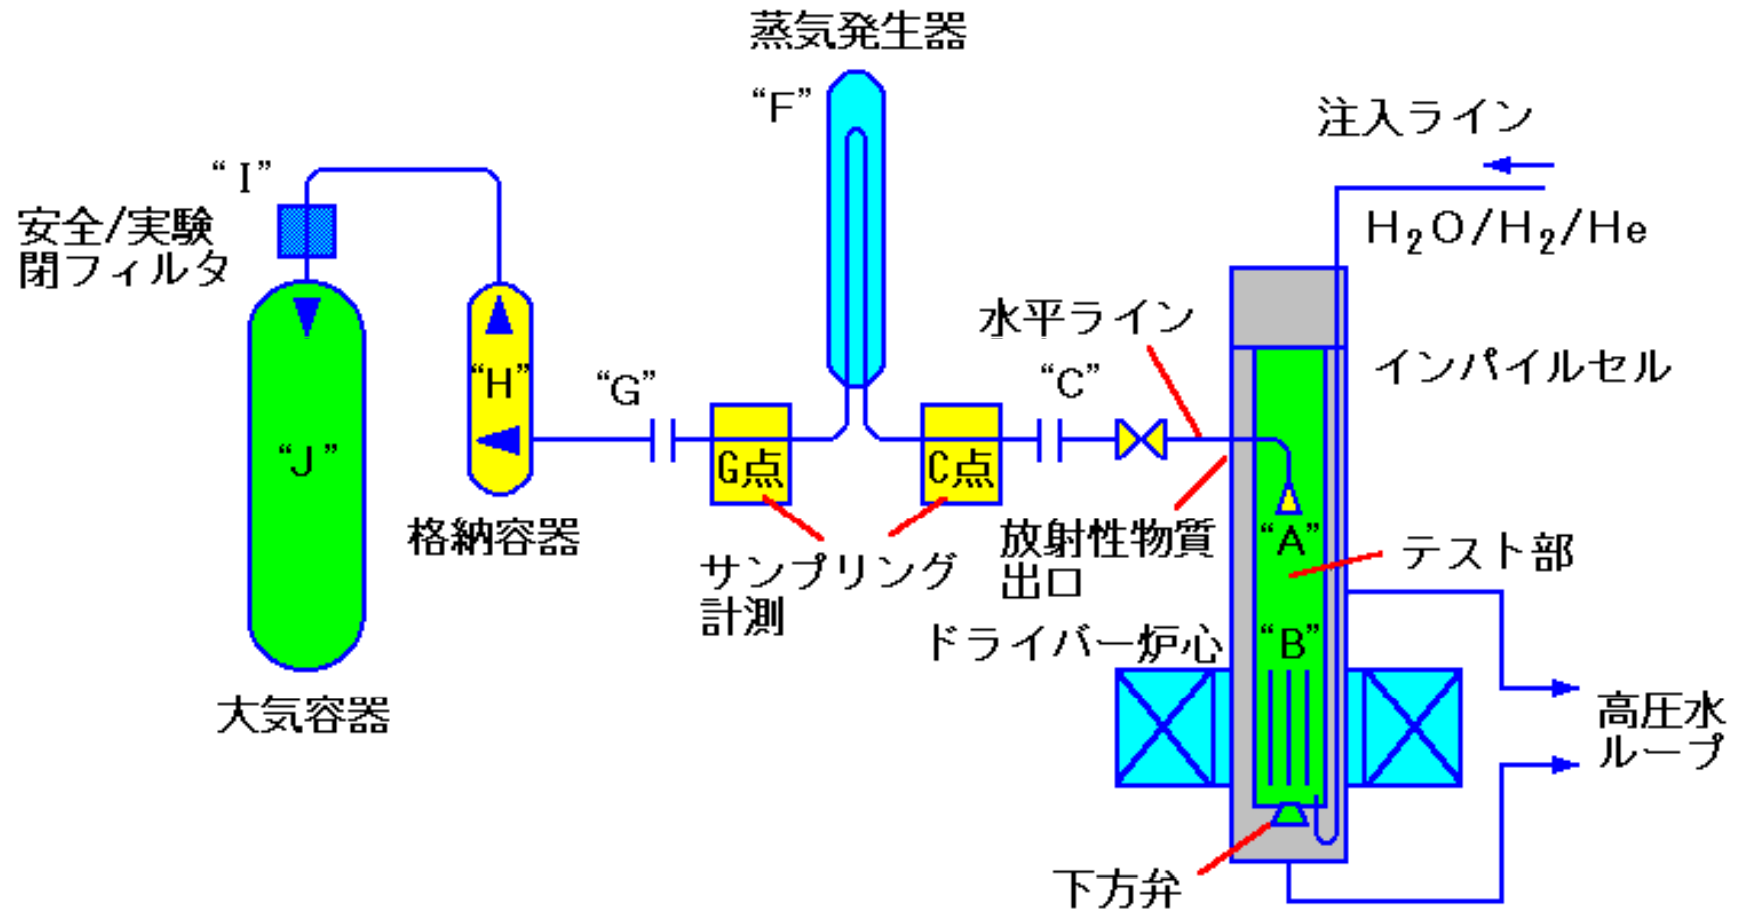 蒸気発生器
“F”
注入ライン
H₂O/H₂/He
“I”
安全/実験
閉フィルタ
水平ライン
インパイルセル
“C”
“G”
“H”
“J”
G点
C点
格納容器
サンプリング
計測
放射性物質
出口
“A”
テスト部
ドライバー炉心
“B”
大気容器
高圧水
ループ
下方弁